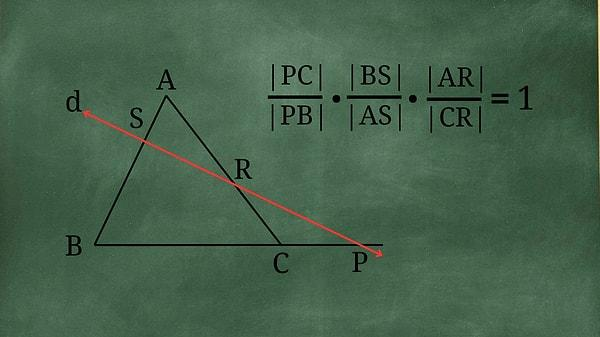 A
d
S
|PC| / |PB| • |BS| / |AS| • |AR| / |CR| = 1
R
B
C
P